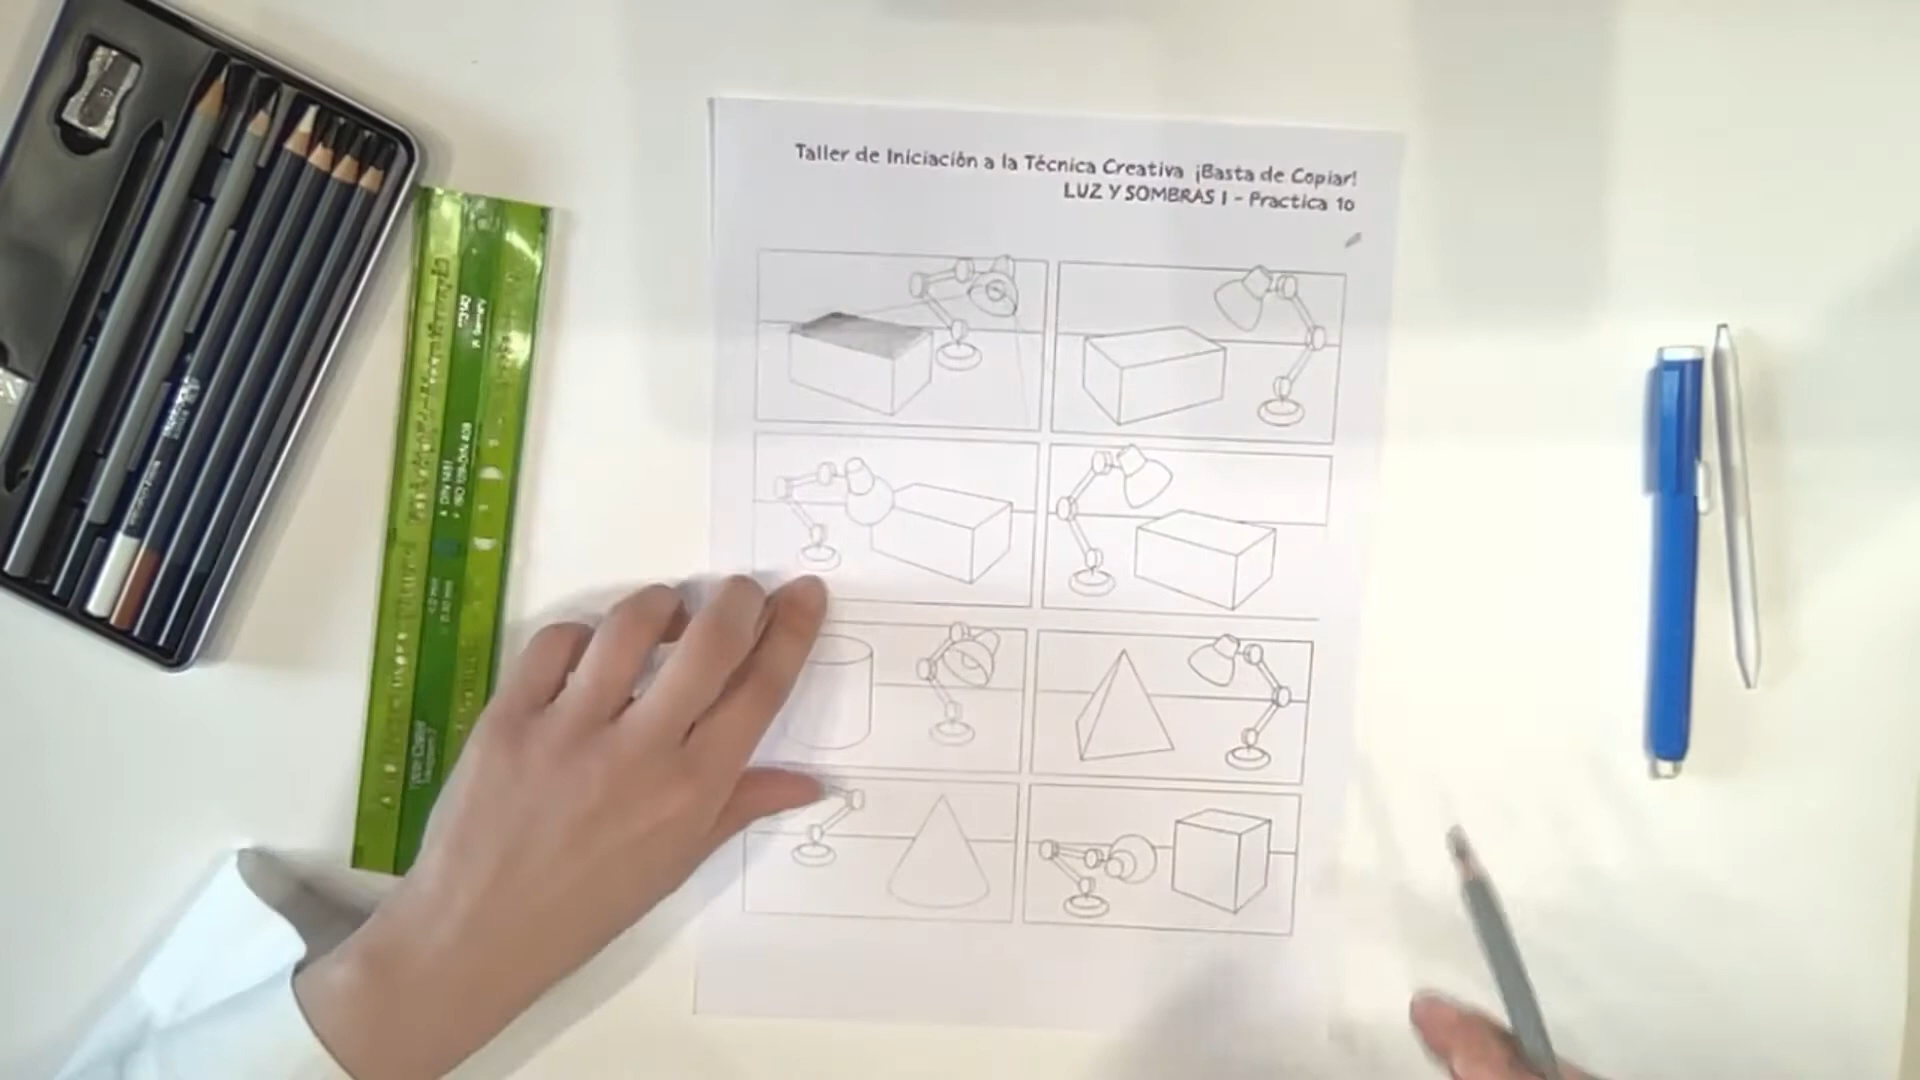 Taller de Iniciación a la Técnica Creativa ¡Basta de Copiar!
LUZ Y SOMBRAS I - Practica 10